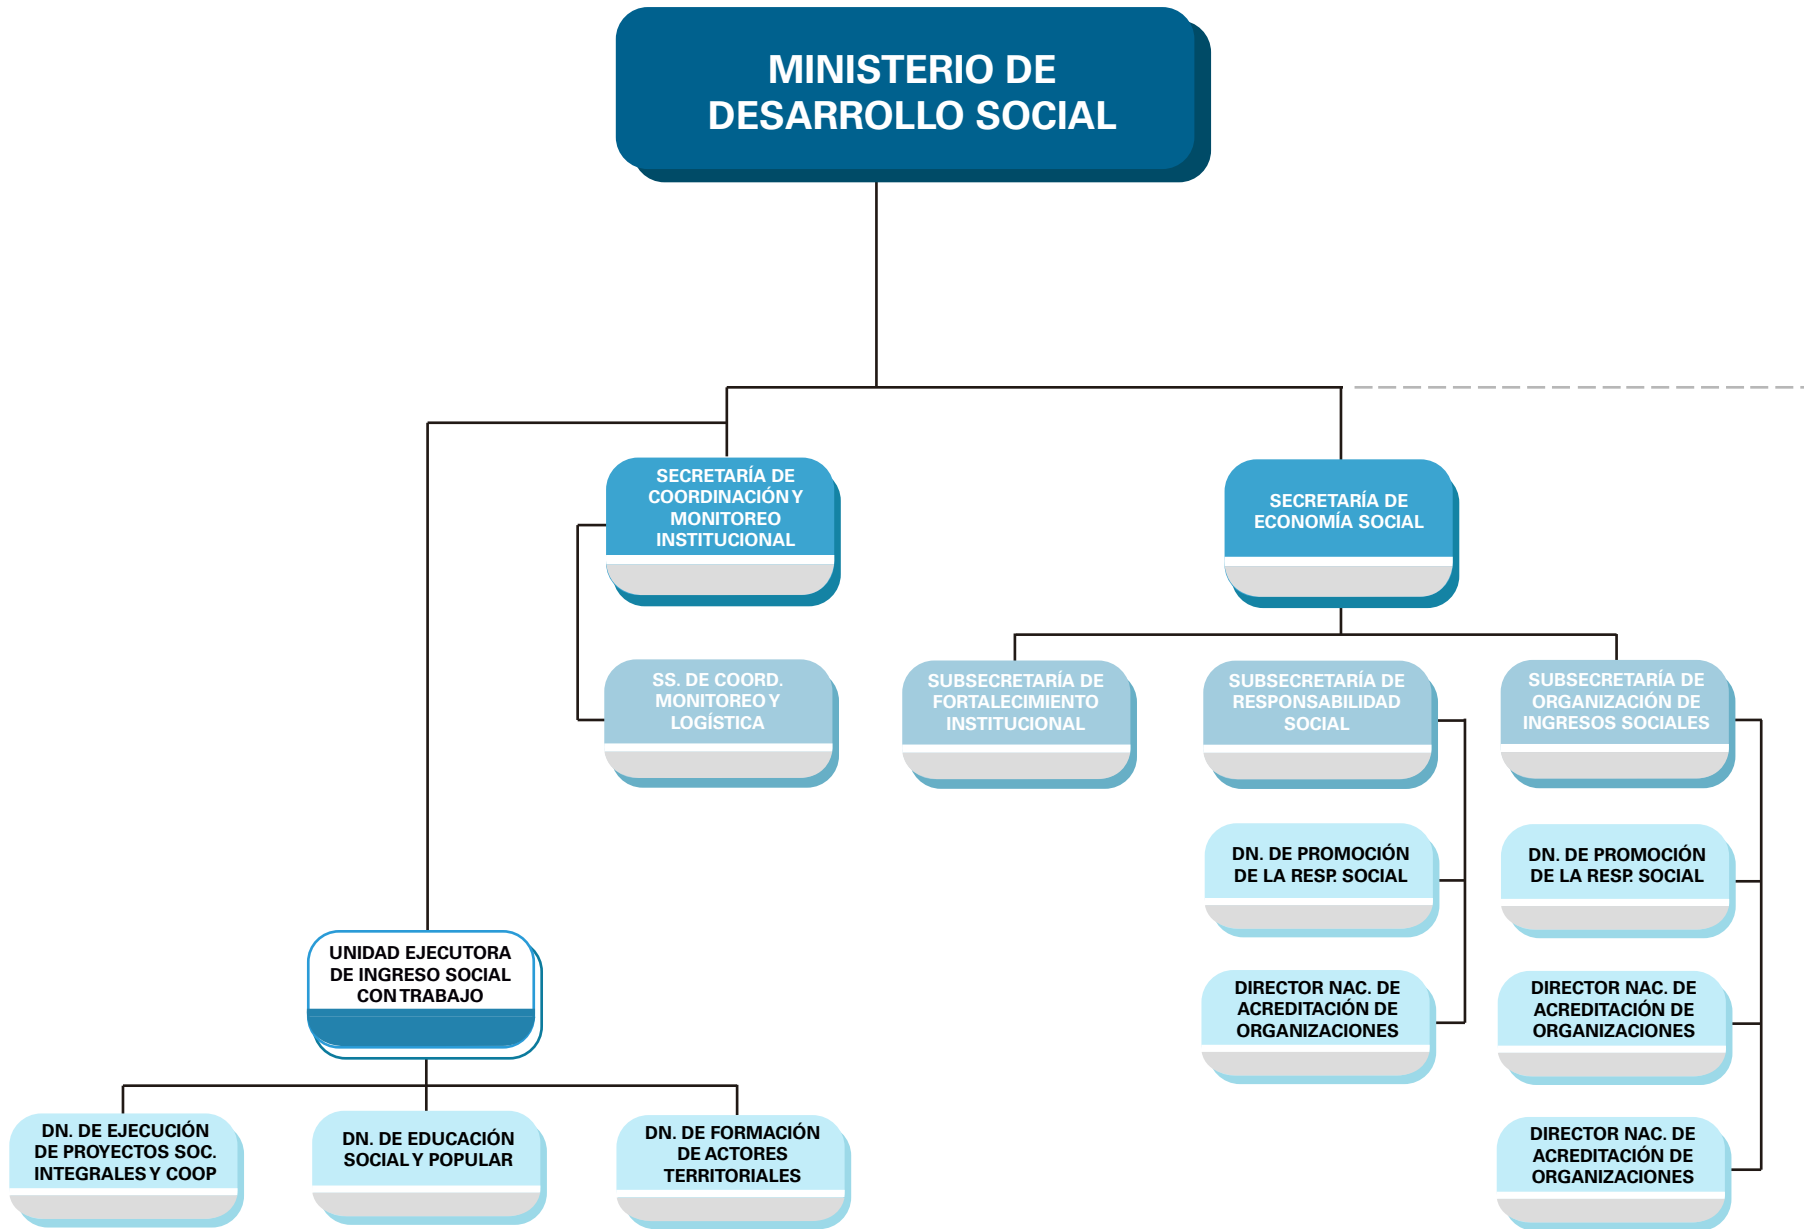 MINISTERIO DE
DESARROLLO SOCIAL
SECRETARÍA DE
COORDINACIÓN Y
MONITOREO
INSTITUCIONAL
SECRETARÍA DE
ECONOMÍA SOCIAL
SS. DE COORD.
MONITOREO Y
LOGÍSTICA
SUBSECRETARÍA DE
FORTALECIMIENTO
INSTITUCIONAL
SUBSECRETARÍA DE
RESPONSABILIDAD
SOCIAL
SUBSECRETARÍA DE
ORGANIZACIÓN DE
INGRESOS SOCIALES
DN. DE PROMOCIÓN
DE LA RESP. SOCIAL
DN. DE PROMOCIÓN
DE LA RESP. SOCIAL
UNIDAD EJECUTORA
DE INGRESO SOCIAL
CON TRABAJO
DIRECTOR NAC. DE
ACREDITACIÓN DE
ORGANIZACIONES
DIRECTOR NAC. DE
ACREDITACIÓN DE
ORGANIZACIONES
DN. DE EJECUCIÓN
DE PROYECTOS SOC.
INTEGRALES Y COOP
DN. DE EDUCACIÓN
SOCIAL Y POPULAR
DN. DE FORMACIÓN
DE ACTORES
TERRITORIALES
DIRECTOR NAC. DE
ACREDITACIÓN DE
ORGANIZACIONES